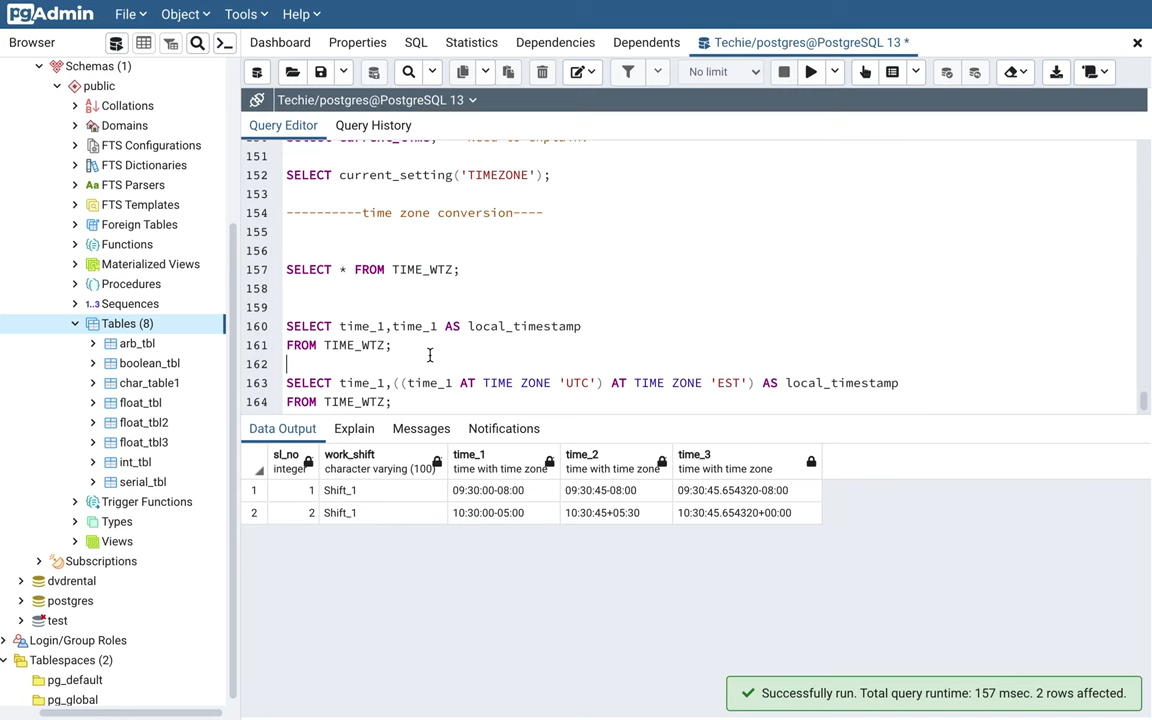 pgAdmin File Object Tools Help
Browser Dashboard Properties SQL Statistics Dependencies Dependents Techie/postgres@PostgreSQL 13 *
No limit
Techie/postgres@PostgreSQL 13
Query Editor Query History
Schemas (1)
public
Collations
Domains
FTS Configurations
FTS Dictionaries
FTS Parsers
FTS Templates
Foreign Tables
Functions
Materialized Views
Procedures
Sequences
Tables (8)
arb_tbl
boolean_tbl
char_table1
float_tbl
float_tbl2
float_tbl3
int_tbl
serial_tbl
Trigger Functions
Types
Views
Subscriptions
dvdrental
postgres
test
Login/Group Roles
Tablespaces (2)
pg_default
pg_global
151
152 SELECT current_setting('TIMEZONE');
153
154 ----------time zone conversion----
155
156
157 SELECT * FROM TIME_WTZ;
158
159
160 SELECT time_1,time_1 AS local_timestamp
161 FROM TIME_WTZ;
162
163 SELECT time_1,((time_1 AT TIME ZONE 'UTC') AT TIME ZONE 'EST') AS local_timestamp
164 FROM TIME_WTZ;
Data Output Explain Messages Notifications
sl_no work_shift time_1 time_2 time_3
integer character varying (100) time with time zone time with time zone time with time zone
1 1 Shift_1 09:30:00-08:00 09:30:45-08:00 09:30:45.654320-08:00
2 2 Shift_1 10:30:00-05:00 10:30:45+05:30 10:30:45.654320+00:00
Successfully run. Total query runtime: 157 msec. 2 rows affected.